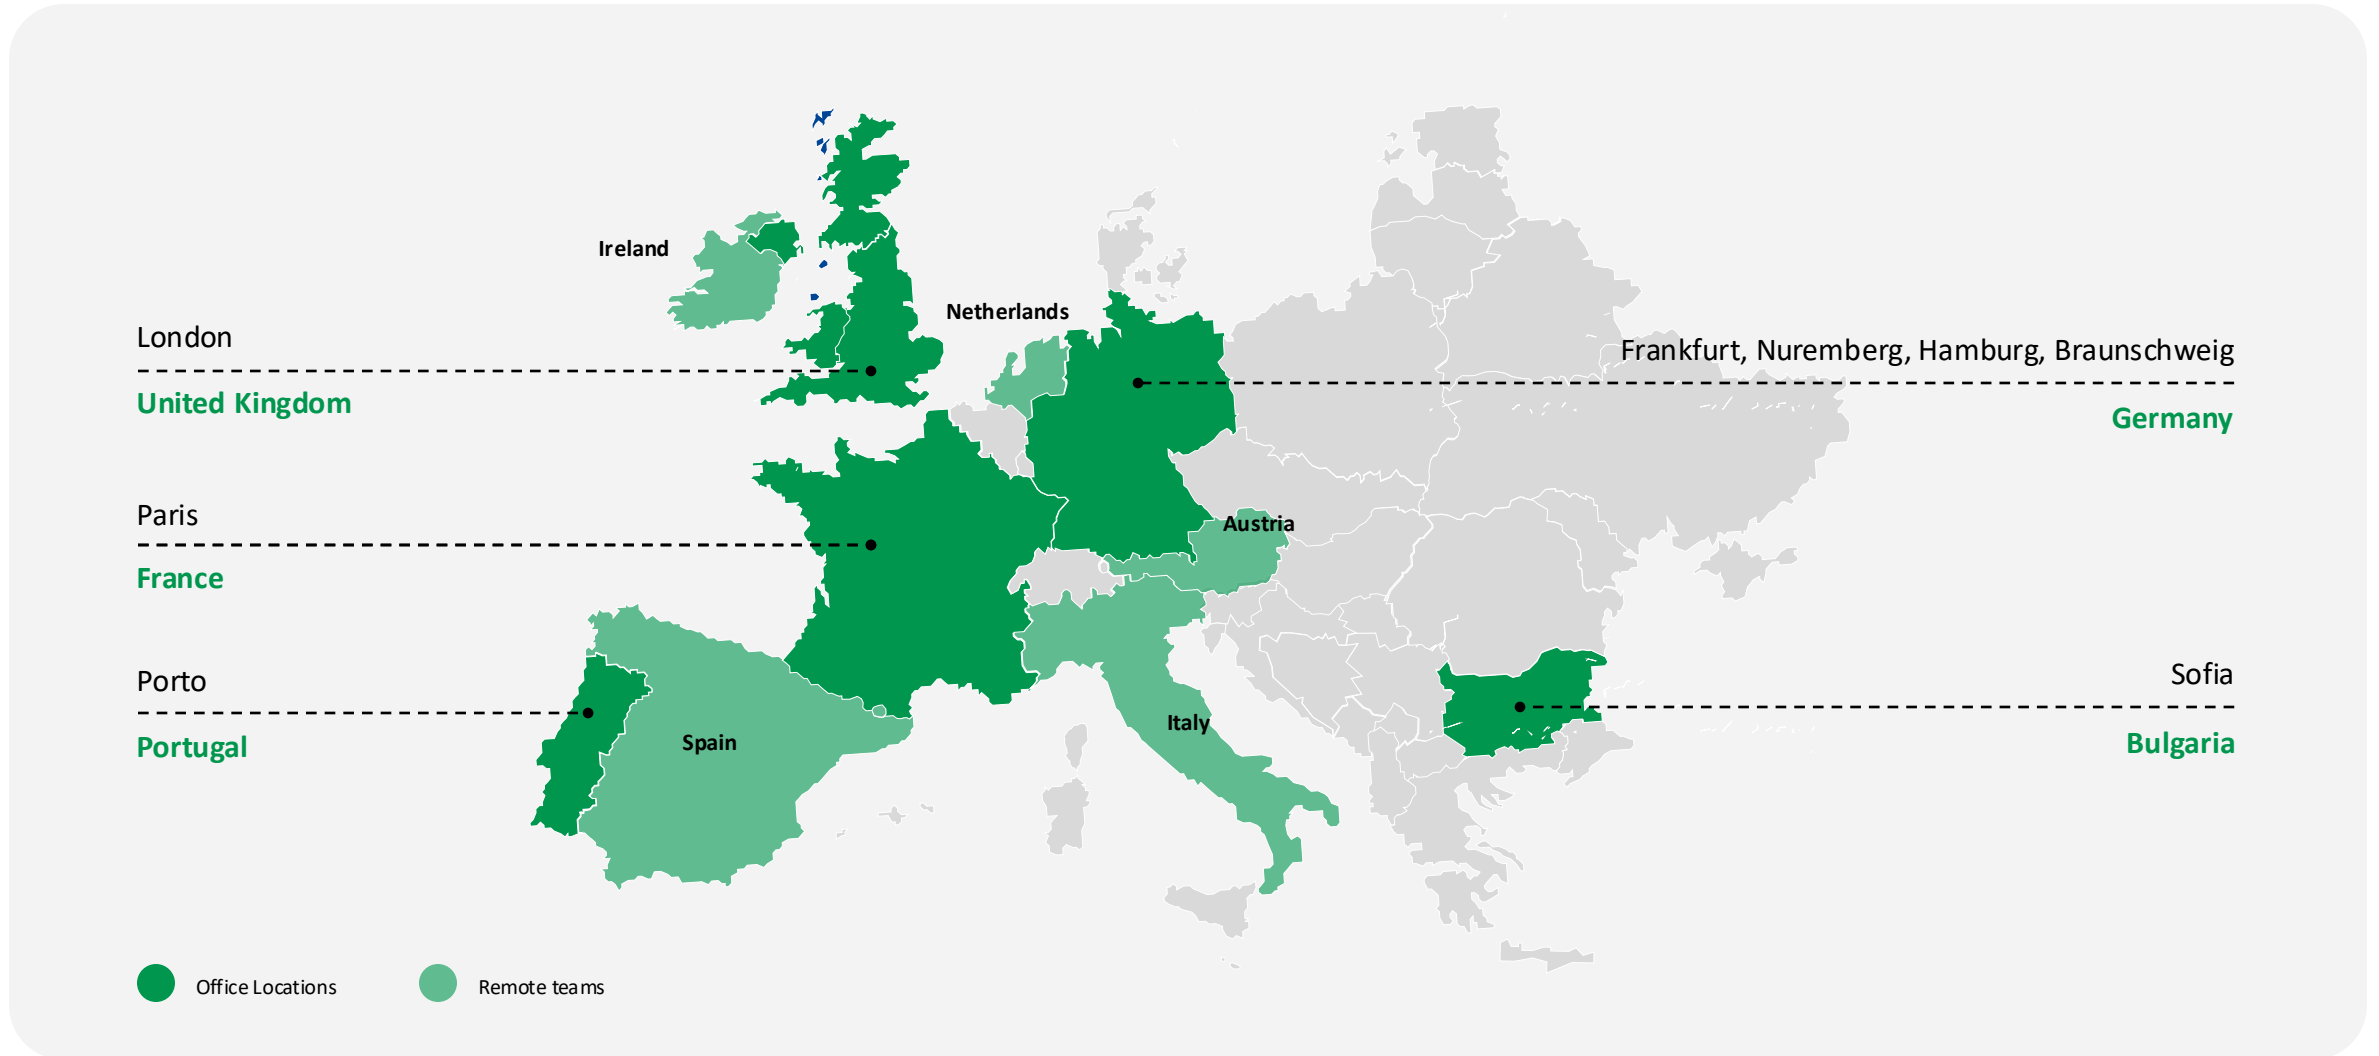 Ireland
Netherlands
London
United Kingdom
Frankfurt, Nuremberg, Hamburg, Braunschweig
Germany
Paris
France
Austria
Porto
Portugal
Spain
Italy
Sofia
Bulgaria
Office Locations
Remote teams